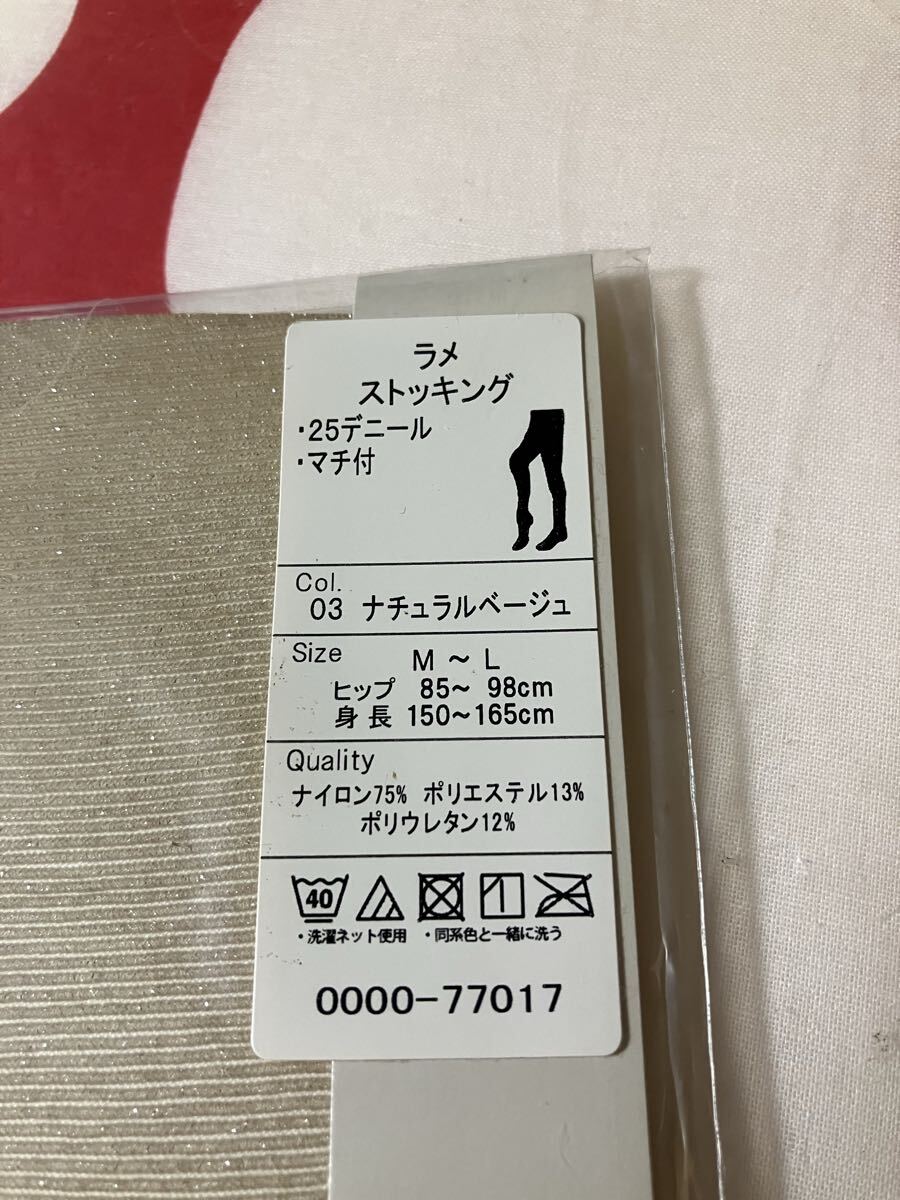 ラメ
ストッキング
・25デニール
・マチ付
Col.
03 ナチュラルベージュ
Size
M ～ L
ヒップ 85～ 98cm
身 長 150～165cm
Quality
ナイロン75% ポリエステル13%
ポリウレタン12%
40
・洗濯ネット使用 ・同系色と一緒に洗う
0000-77017